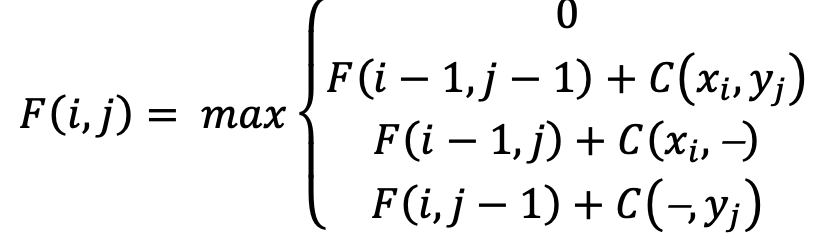 0
F(i − 1, j − 1) + C(xᵢ, yⱼ)
F(i, j) = max
F(i − 1, j) + C(xᵢ, −)
F(i, j − 1) + C(−, yⱼ)